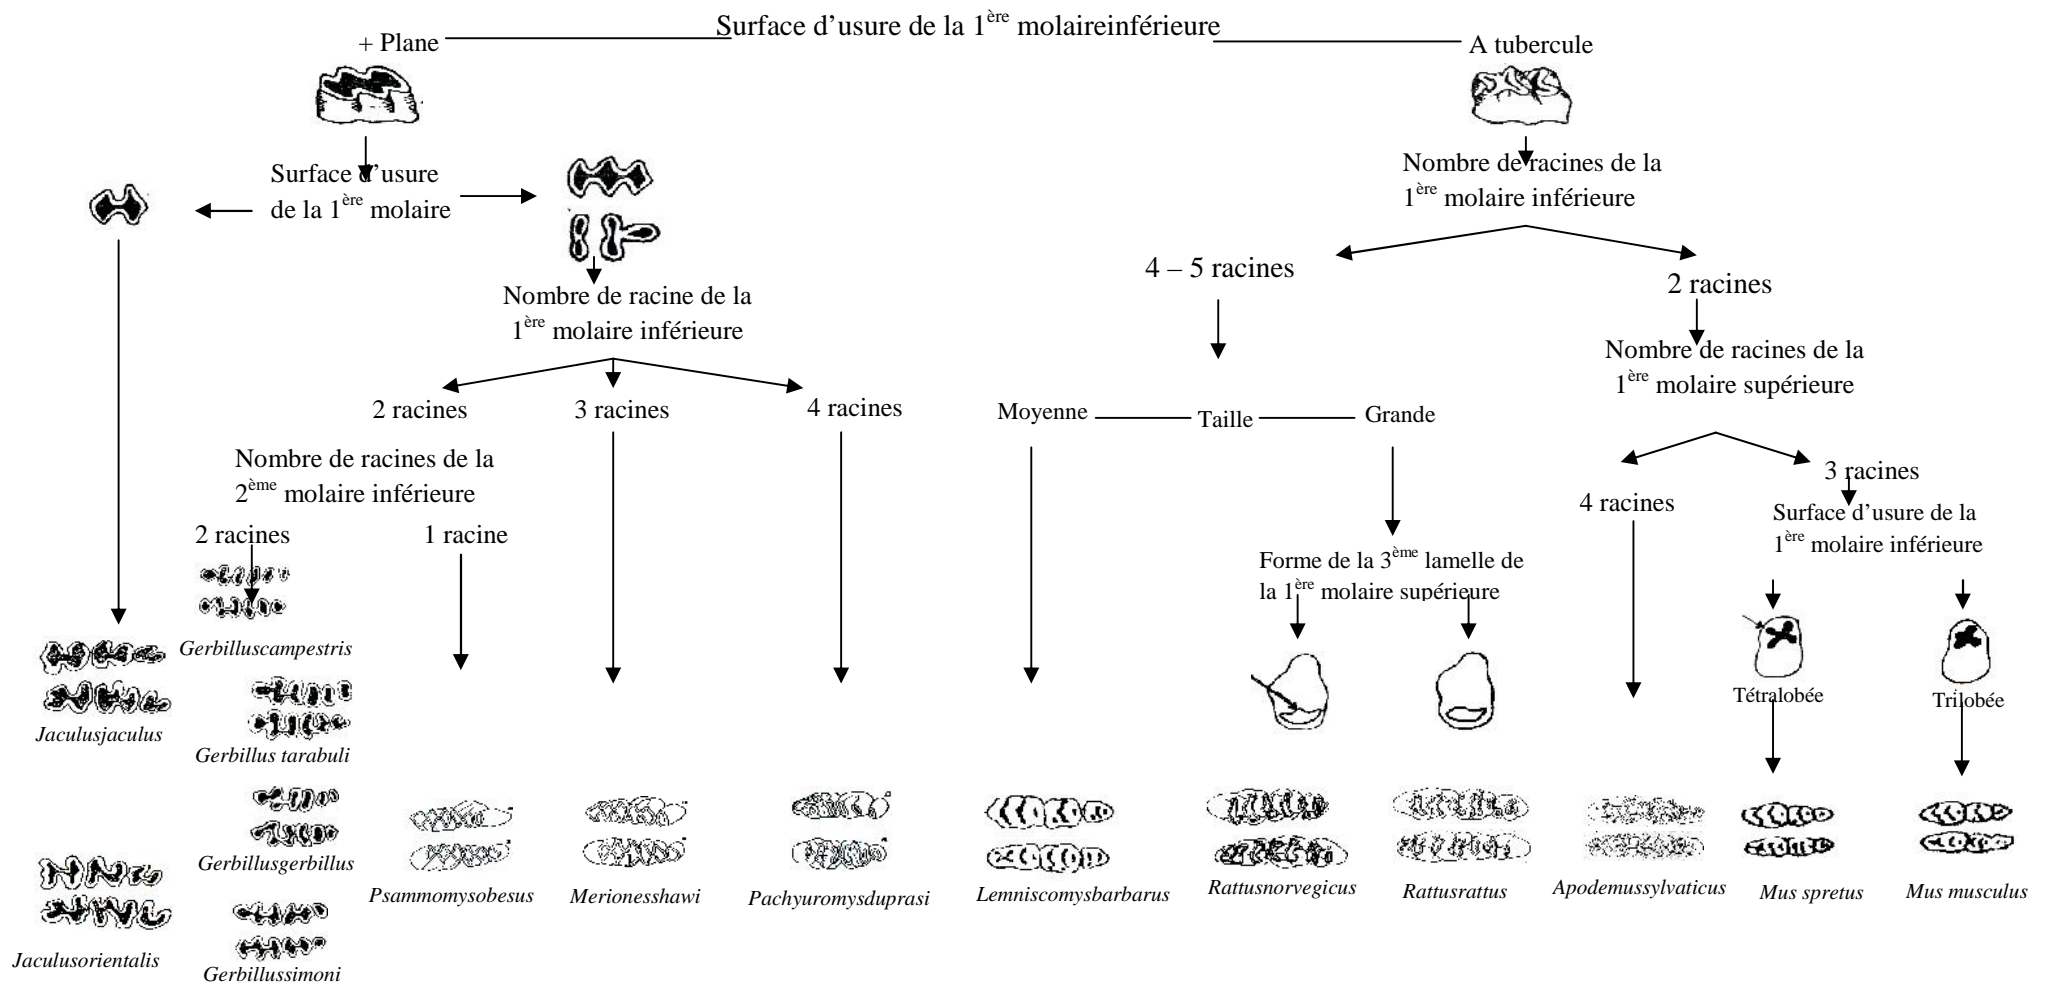 Surface d’usure de la 1ère molaireinférieure
+ Plane
A tubercule
Surface d’usure
de la 1ère molaire
Nombre de racine de la
1ère molaire inférieure
2 racines
3 racines
4 racines
Nombre de racines de la
2ème molaire inférieure
2 racines
1 racine
Nombre de racines de la
1ère molaire inférieure
4 – 5 racines
2 racines
Moyenne
Taille
Grande
Forme de la 3ème lamelle de
la 1ère molaire supérieure
Nombre de racines de la
1ère molaire supérieure
4 racines
3 racines
Surface d’usure de la
1ère molaire inférieure
Tétralobée
Trilobée
Jaculusjaculus
Jaculusorientalis
Gerbilluscampestris
Gerbillus tarabuli
Gerbillusgerbillus
Gerbillussimoni
Psammomysobesus
Merionesshawi
Pachyuromysduprasi
Lemniscomysbarbarus
Rattusnorvegicus
Rattusrattus
Apodemussylvaticus
Mus spretus
Mus musculus